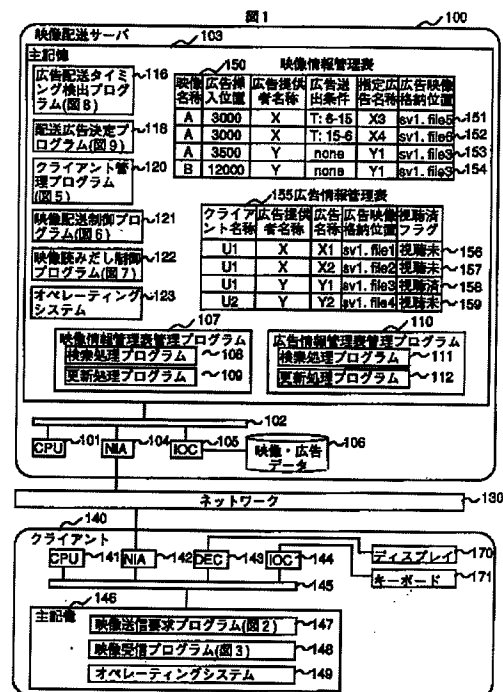 図1
100
映像配送サーバ
103
主記憶
広告配送タイミング検出プログラム(図8)
116
配送広告決定プログラム(図9)
118
クライアント管理プログラム(図5)
120
映像配送制御プログラム(図6)
121
映像読みだし制御プログラム(図7)
122
オペレーティングシステム
123
150
映像情報管理表
映像名称 広告挿入位置 広告提供者名称 広告送出条件 指定広告名称 広告映像格納位置
A 3000 X T: 6-15 X3 sv1.file5 151
A 3000 X T: 15-6 X4 sv1.file6 152
A 3500 Y none Y1 sv1.file3 153
B 12000 Y none Y1 sv1.file3 154
155 広告情報管理表
クライアント名称 広告提供者名称 広告名称 広告映像格納位置 視聴済フラグ
U1 X X1 sv1.file1 視聴未 156
U1 X X2 sv1.file2 視聴未 157
U1 Y Y1 sv1.file3 視聴済 158
U2 Y Y2 sv1.file4 視聴未 159
107
映像情報管理表管理プログラム
検索処理プログラム 108
更新処理プログラム 109
110
広告情報管理表管理プログラム
検索処理プログラム 111
更新処理プログラム 112
102
CPU 101 NIA 104 IOC 105
映像・広告データ
106
ネットワーク
130
140
クライアント
CPU 141 NIA 142 DEC 143 IOC 144
ディスプレイ 170
キーボード 171
145
146
主記憶
映像送信要求プログラム(図2) 147
映像受信プログラム(図3) 148
オペレーティングシステム 149